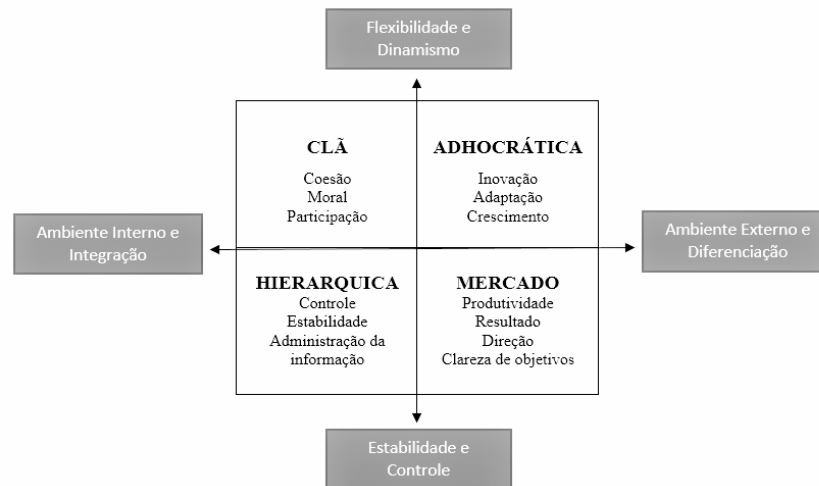 Flexibilidade e
Dinamismo
CLÃ
Coesão
Moral
Participação
ADHOCRÁTICA
Inovação
Adaptação
Crescimento
Ambiente Interno e
Integração
Ambiente Externo e
Diferenciação
HIERARQUICA
Controle
Estabilidade
Administração da
informação
MERCADO
Produtividade
Resultado
Direção
Clareza de objetivos
Estabilidade e
Controle